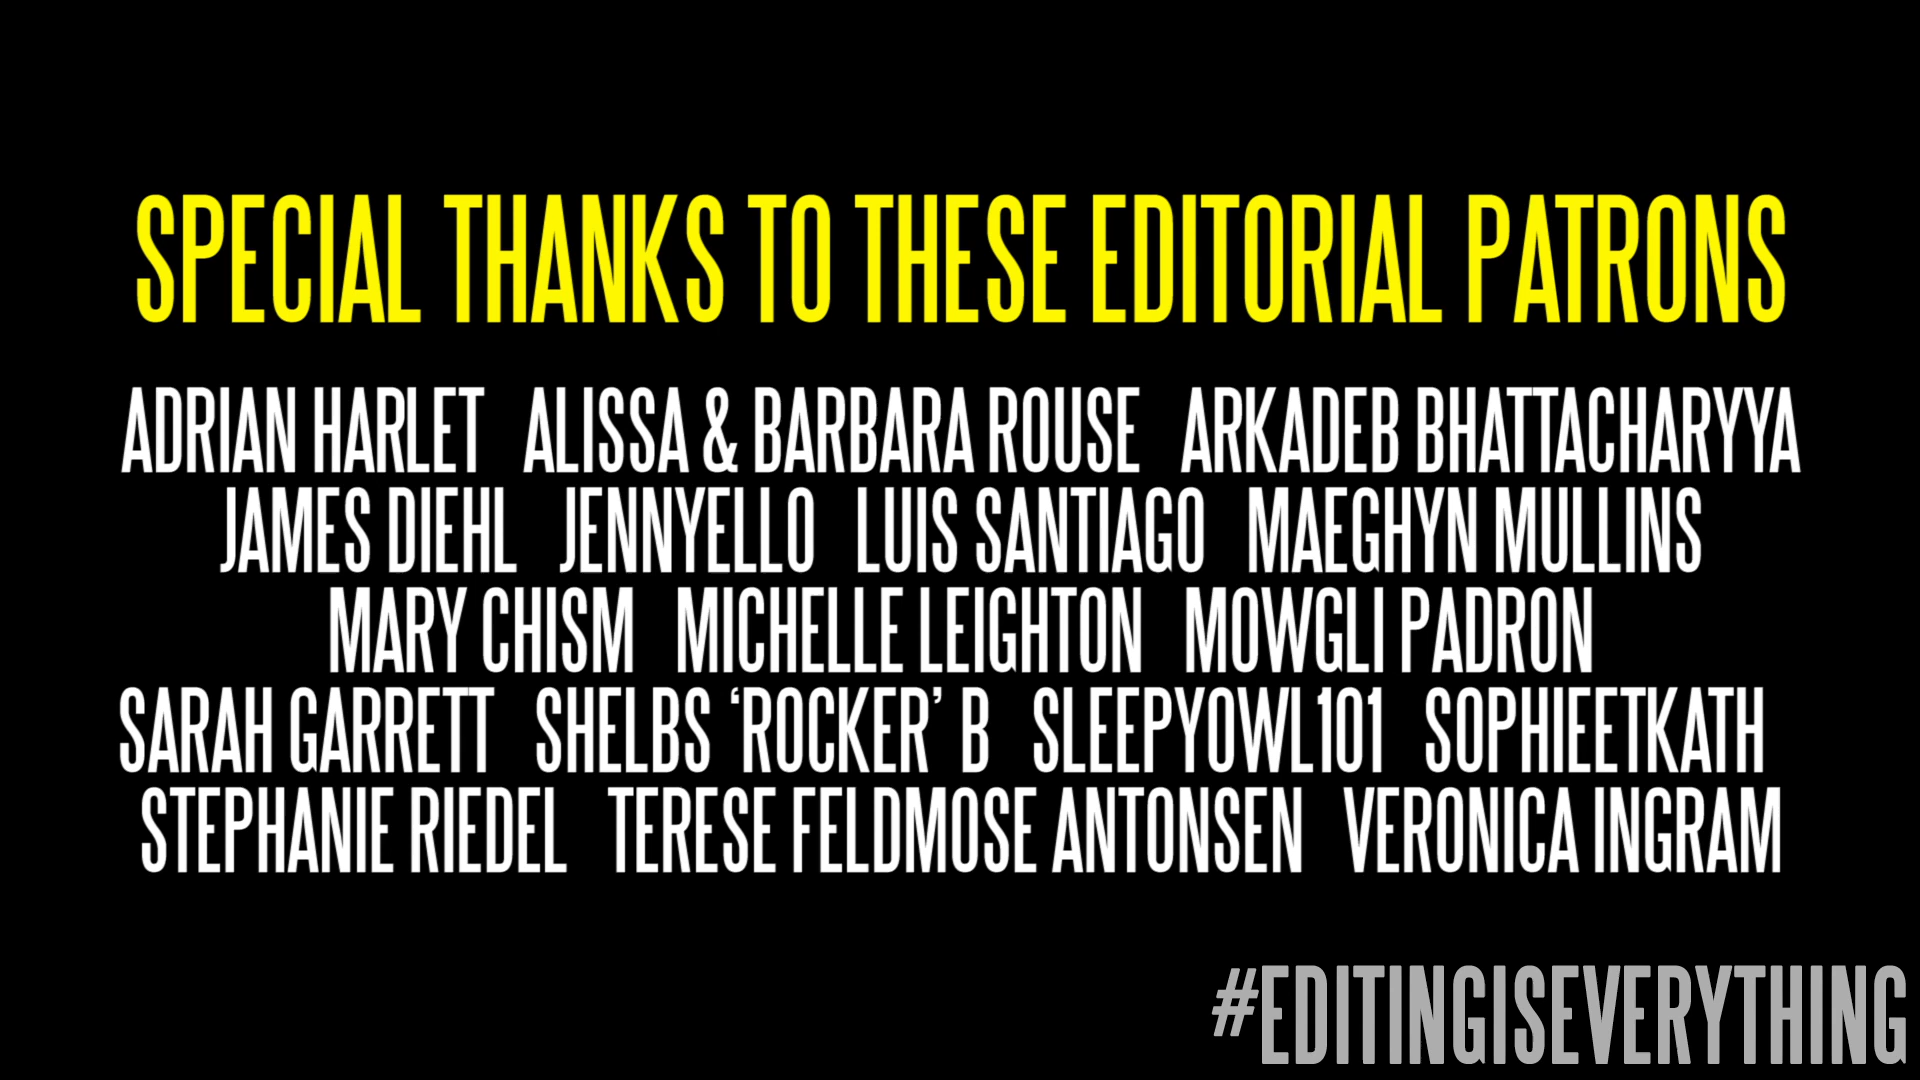 SPECIAL THANKS TO THESE EDITORIAL PATRONS
ADRIAN HARLET ALISSA & BARBARA ROUSE ARKADEB BHATTACHARYYA
JAMES DIEHL JENNYELLO LUIS SANTIAGO MAEGHYN MULLINS
MARY CHISM MICHELLE LEIGHTON MOWGLI PADRON
SARAH GARRETT SHELBS ‘ROCKER’ B SLEEPYOWL101 SOPHIEETKATH
STEPHANIE RIEDEL TERESE FELDMOSE ANTONSEN VERONICA INGRAM
#EDITINGISEVERYTHING